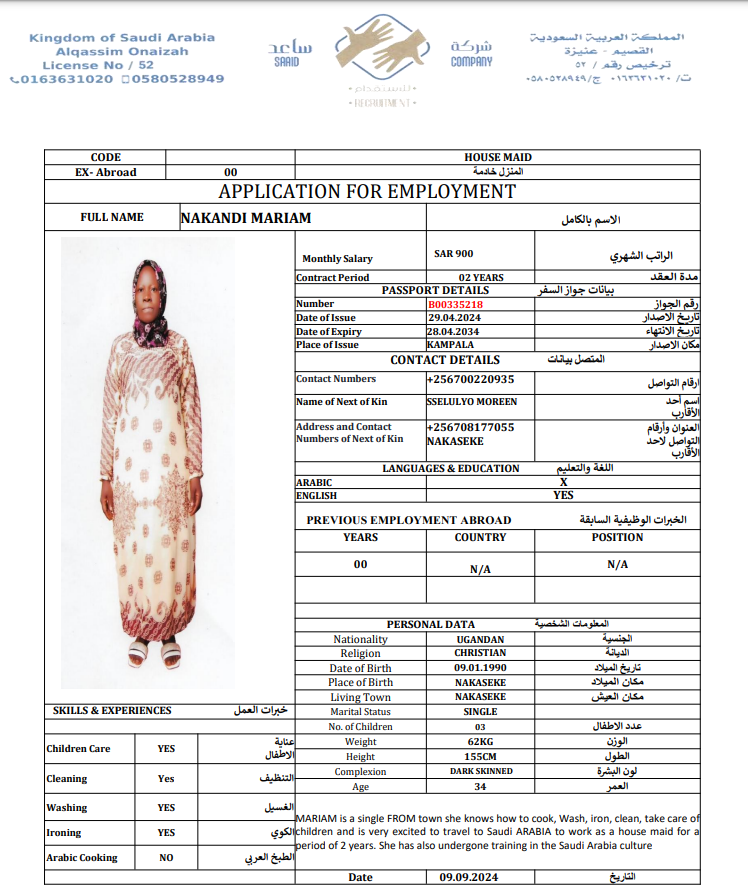 Kingdom of Saudi Arabia
Alqassim Onaizah
License No / 52
0163631020 0580528949
ساعد
SAAID
شركة
COMPANY
للاستقدام
• RECRUITMENT •
المملكة العربية السعودية
القصيم - عنيزة
ترخيص رقم / ٥٢
ت/ ٠١٦٣٦٣١٠٢٠ ج/ ٠٥٨٠٥٢٨٩٤٩
CODE HOUSE MAID
EX- Abroad 00 المنزل خادمة
APPLICATION FOR EMPLOYMENT
FULL NAME NAKANDI MARIAM الاسم بالكامل
Monthly Salary SAR 900 الراتب الشهري
Contract Period 02 YEARS مدة العقد
PASSPORT DETAILS بيانات جواز السفر
Number B00335218 رقم الجواز
Date of Issue 29.04.2024 تاريخ الاصدار
Date of Expiry 28.04.2034 تاريخ الانتهاء
Place of Issue KAMPALA مكان الاصدار
CONTACT DETAILS المتصل بيانات
Contact Numbers +256700220935 ارقام التواصل
Name of Next of Kin SSELULYO MOREEN اسم أحد
الأقارب
Address and Contact +256708177055 العنوان وأرقام
Numbers of Next of Kin NAKASEKE التواصل لاحد
الأقارب
LANGUAGES & EDUCATION اللغة والتعليم
ARABIC X
ENGLISH YES
PREVIOUS EMPLOYMENT ABROAD الخبرات الوظيفية السابقة
YEARS COUNTRY POSITION
00 N/A N/A
PERSONAL DATA المعلومات الشخصية
Nationality UGANDAN الجنسية
Religion CHRISTIAN الديانة
Date of Birth 09.01.1990 تاريخ الميلاد
Place of Birth NAKASEKE مكان الميلاد
Living Town NAKASEKE مكان العيش
Marital Status SINGLE
No. of Children 03 عدد الاطفال
Weight 62KG الوزن
Height 155CM الطول
Complexion DARK SKINNED لون البشرة
Age 34 العمر
SKILLS & EXPERIENCES خبرات العمل
Children Care YES عناية
الاطفال
Cleaning Yes التنظيف
Washing YES الغسيل
Ironing YES الكوي
Arabic Cooking NO الطبخ العربي
MARIAM is a single FROM town she knows how to cook, Wash, iron, clean, take care of
children and is very excited to travel to Saudi ARABIA to work as a house maid for a
period of 2 years. She has also undergone training in the Saudi Arabia culture
Date 09.09.2024 التاريخ